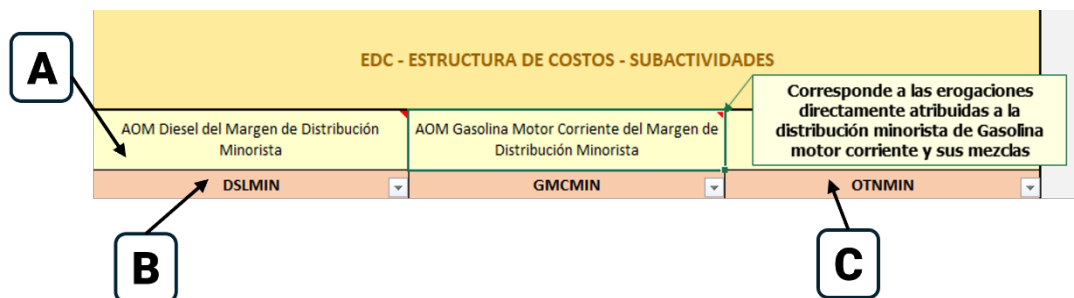 EDC - ESTRUCTURA DE COSTOS - SUBACTIVIDADES
A
Corresponde a las erogaciones
directamente atribuidas a la
distribución minorista de Gasolina
motor corriente y sus mezclas
AOM Diesel del Margen de Distribución
Minorista
AOM Gasolina Motor Corriente del Margen de
Distribución Minorista
DSLMIN
GMCMIN
OTNMIN
B
C